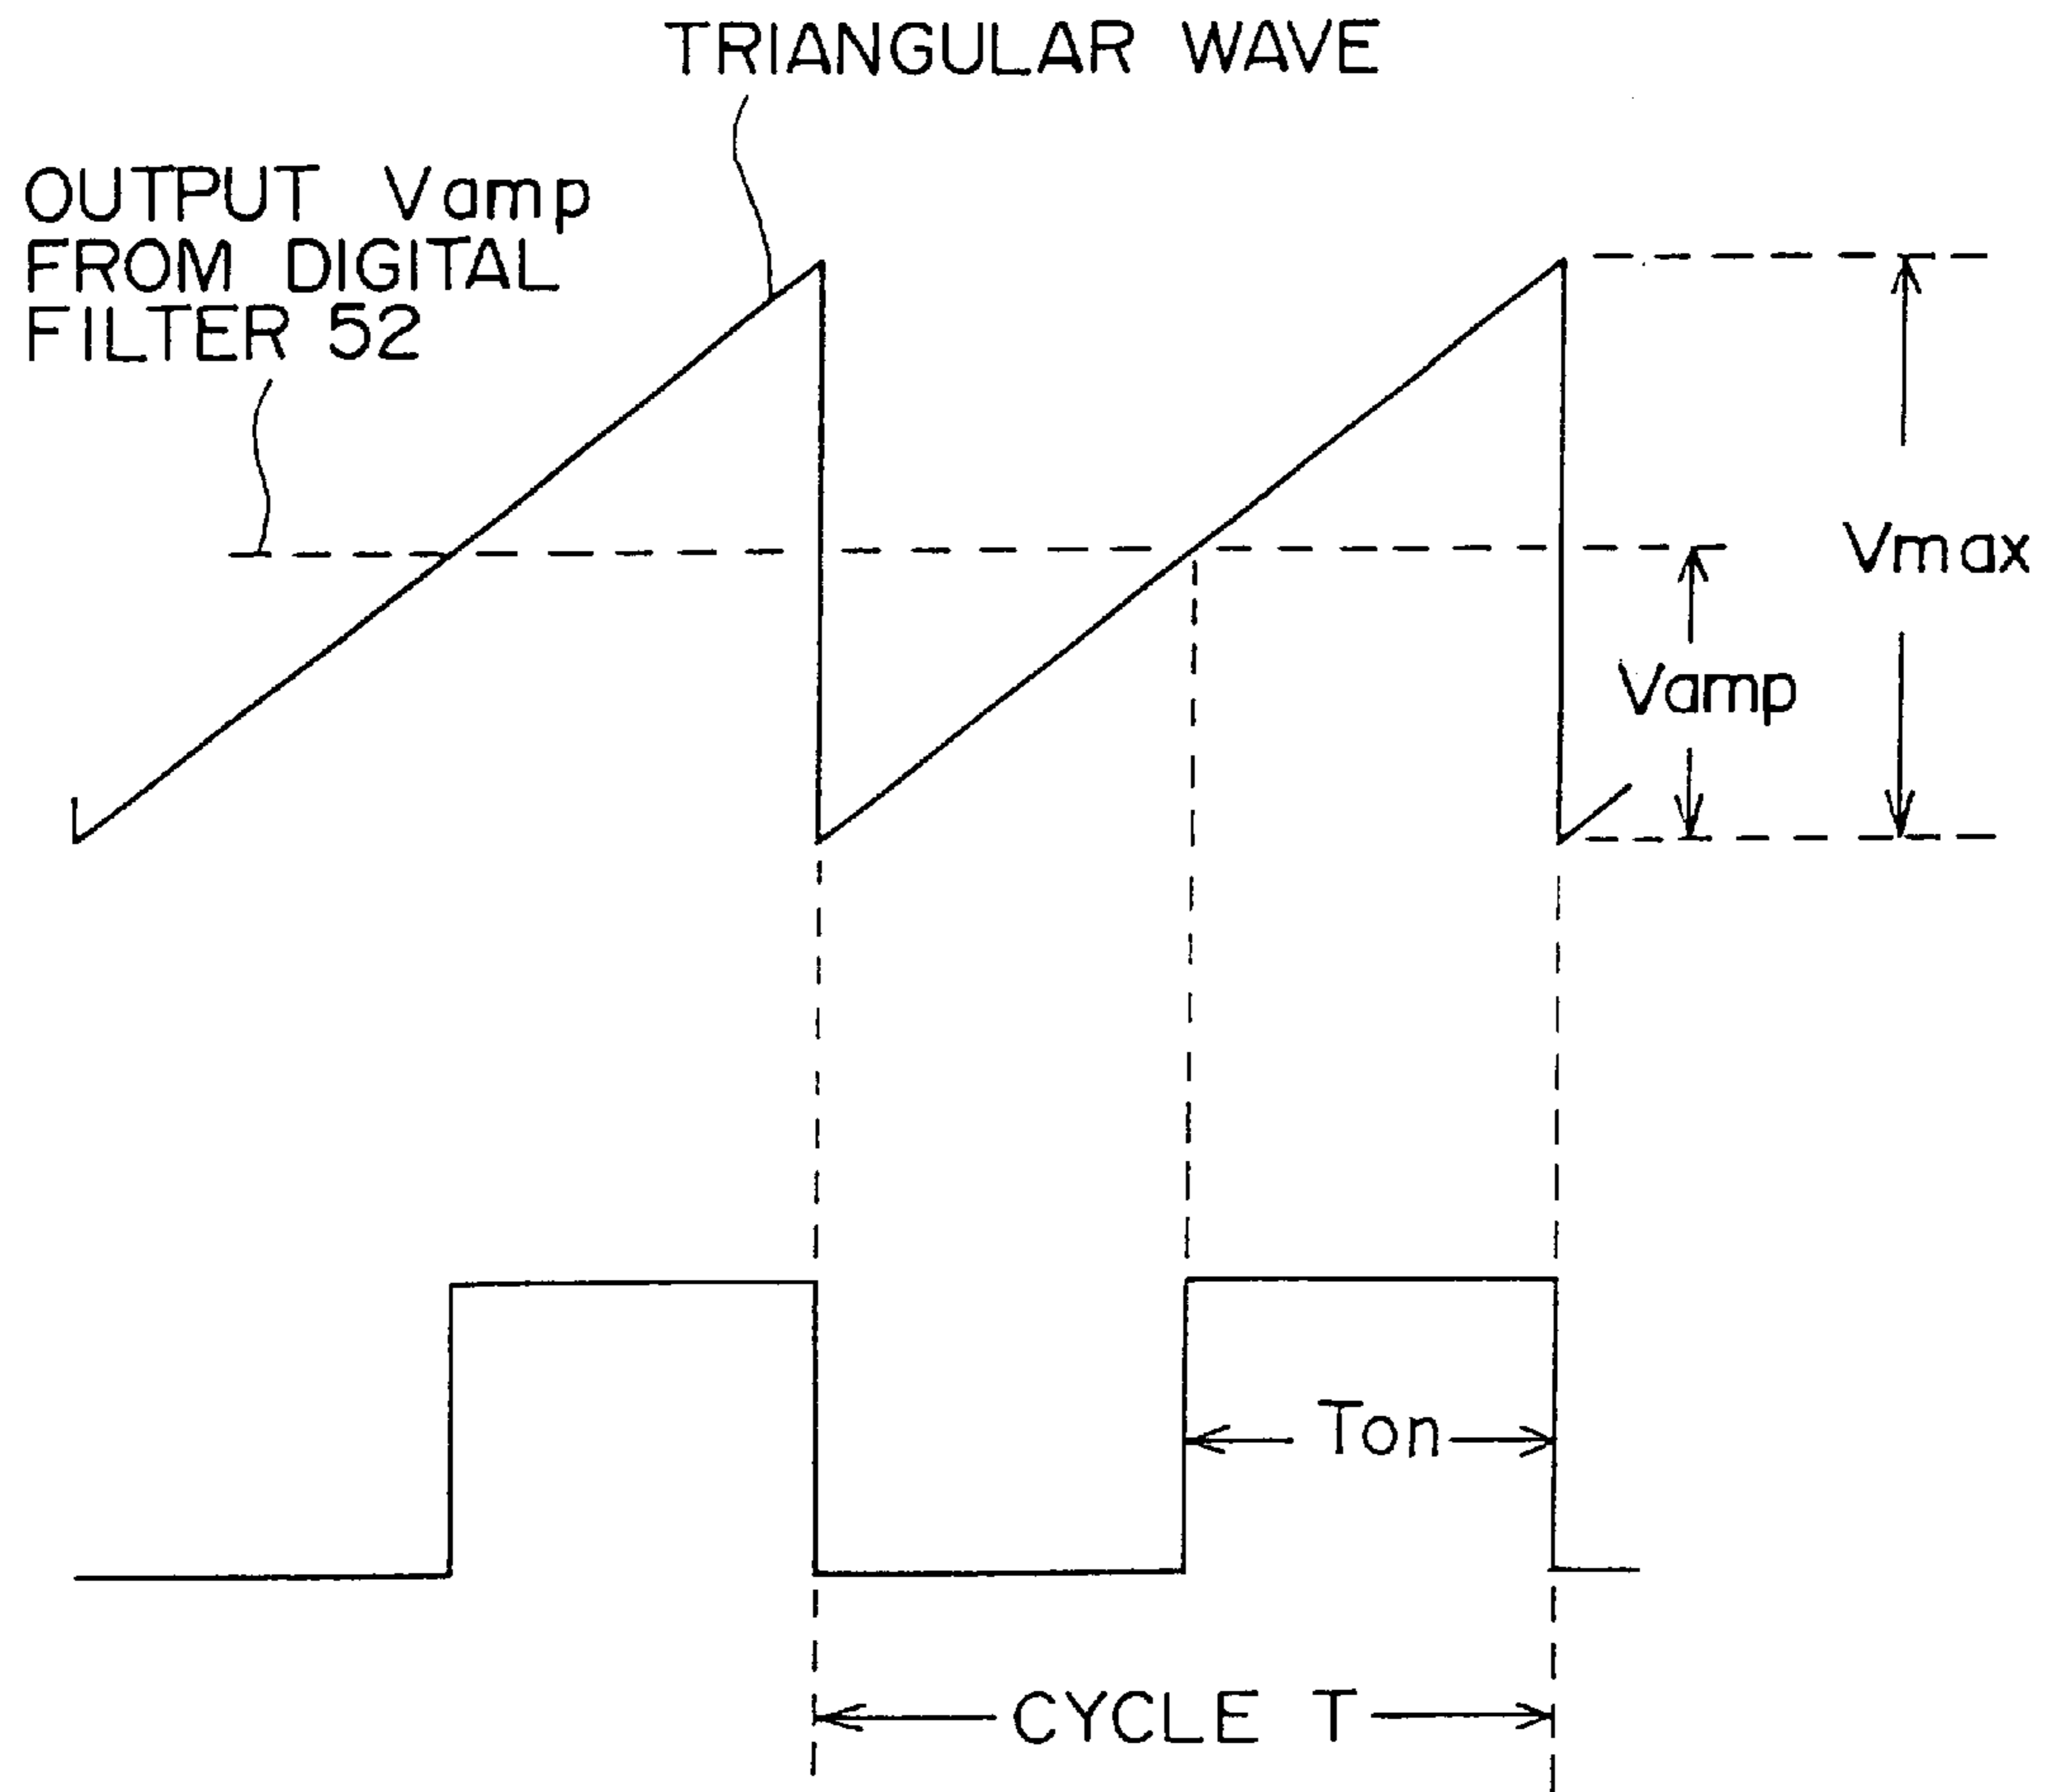 TRIANGULAR WAVE
OUTPUT Vamp
FROM DIGITAL
FILTER 52
Vmax
Vamp
Ton
CYCLE T